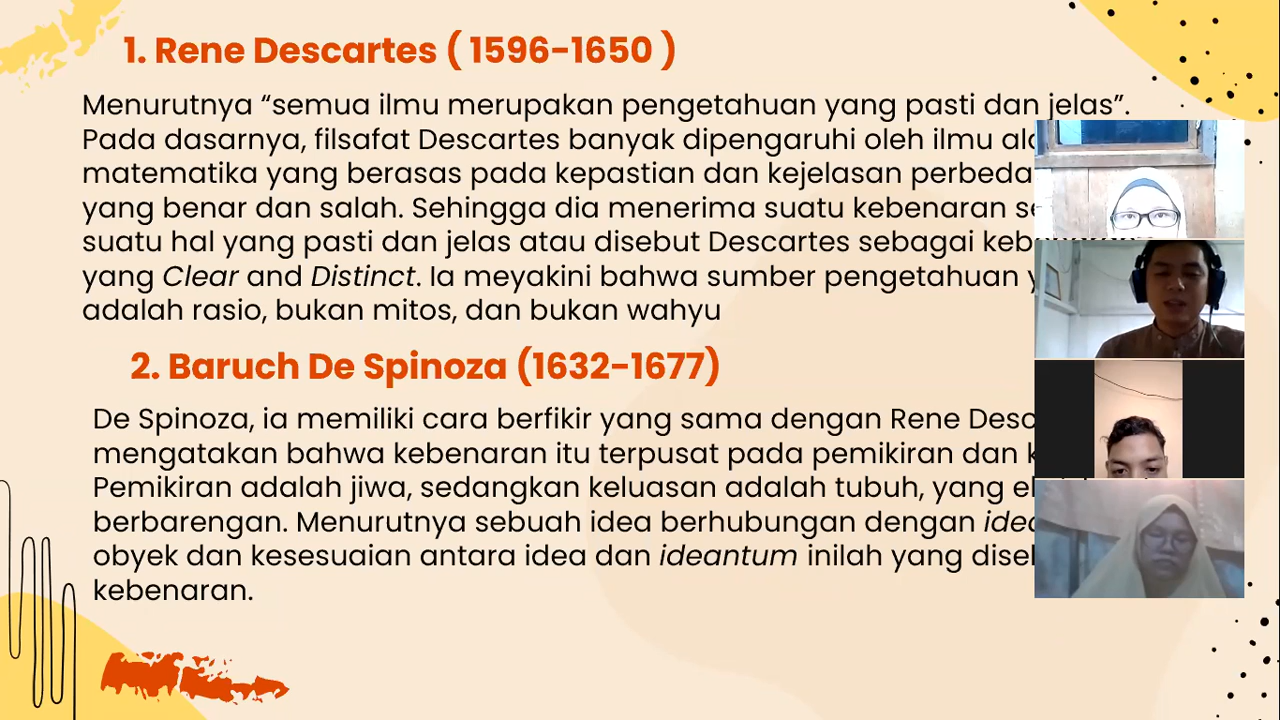 1. Rene Descartes ( 1596-1650 )
Menurutnya “semua ilmu merupakan pengetahuan yang pasti dan jelas”.
Pada dasarnya, filsafat Descartes banyak dipengaruhi oleh ilmu
matematika yang berasas pada kepastian dan kejelasan
yang benar dan salah. Sehingga dia menerima suatu kebenaran
suatu hal yang pasti dan jelas atau disebut Descartes sebagai
yang Clear and Distinct. Ia meyakini bahwa sumber pengetahuan
adalah rasio, bukan mitos, dan bukan wahyu
2. Baruch De Spinoza (1632-1677)
De Spinoza, ia memiliki cara berfikir yang sama dengan Rene
mengatakan bahwa kebenaran itu terpusat pada pemikiran dan
Pemikiran adalah jiwa, sedangkan keluasan adalah tubuh, yang
berbarengan. Menurutnya sebuah idea berhubungan dengan
obyek dan kesesuaian antara idea dan ideantum inilah yang
kebenaran.